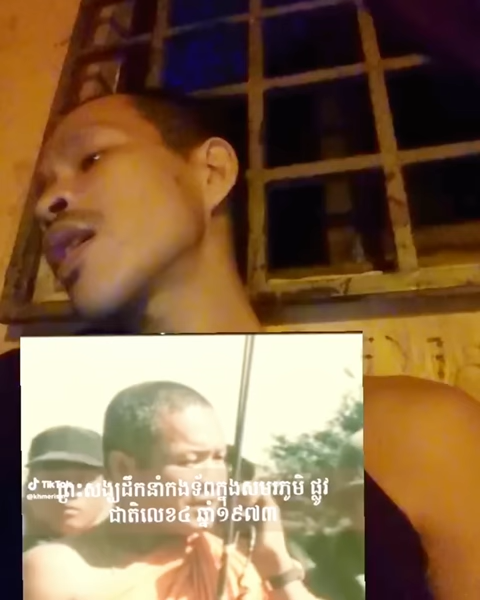 ព្រះសង្ឃដឹកនាំកងទ័ពក្នុងសមរភូមិ ផ្លូវ
ជាតិលេខ៤ ឆ្នាំ១៩៧៣
TikTok